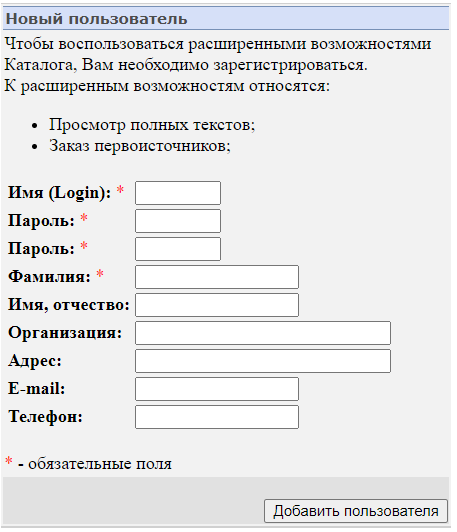 Новый пользователь
Чтобы воспользоваться расширенными возможностями
Каталога, Вам необходимо зарегистрироваться.
К расширенным возможностям относятся:
• Просмотр полных текстов;
• Заказ первоисточников;
Имя (Login): *
Пароль: *
Пароль: *
Фамилия: *
Имя, отчество:
Организация:
Адрес:
E-mail:
Телефон:
* - обязательные поля
Добавить пользователя